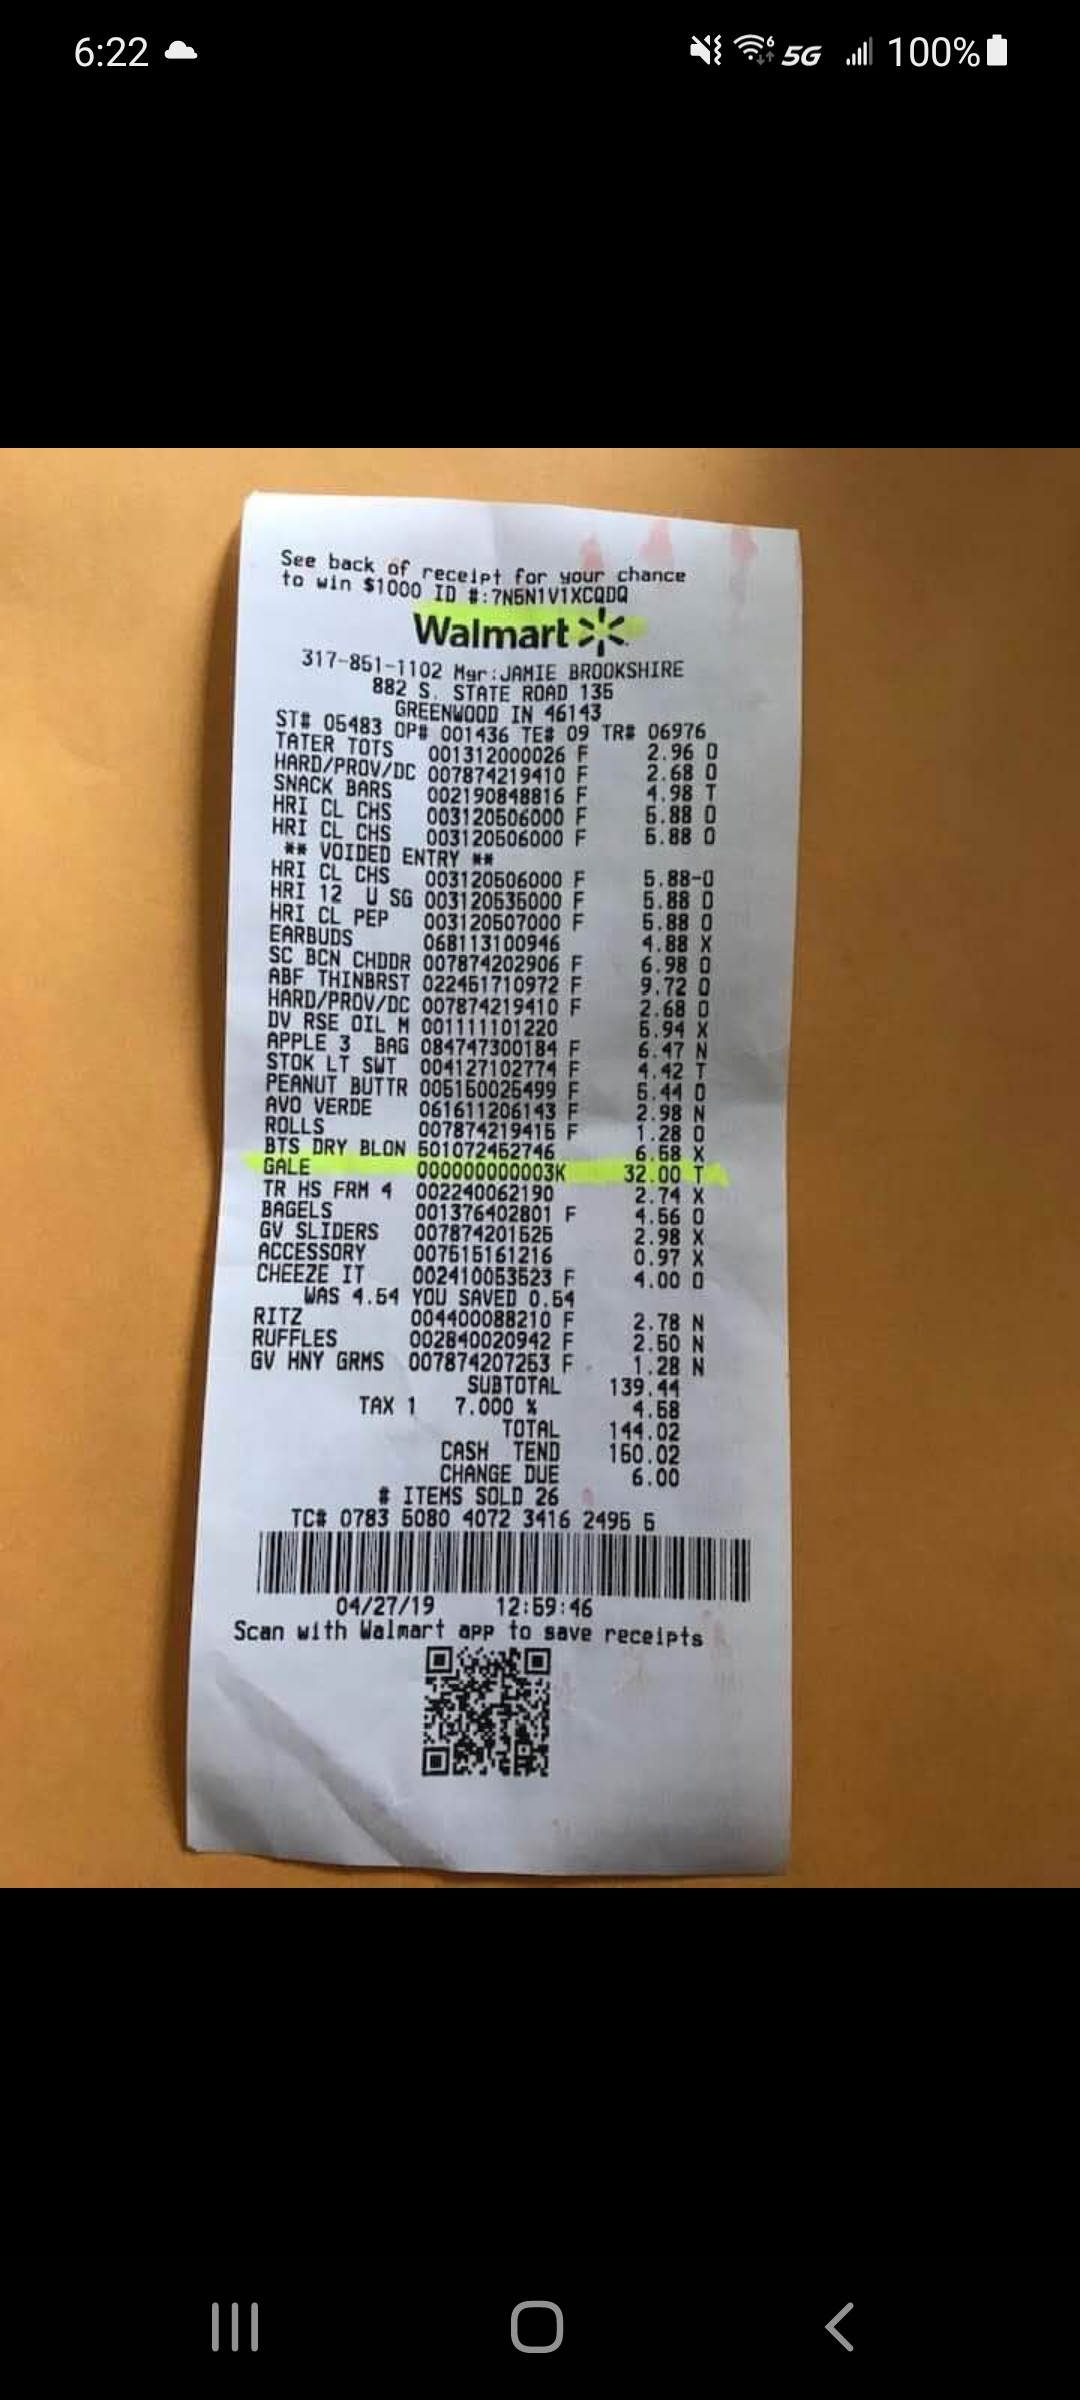 6:22
5G
100%
See back of receipt for your chance
to win $1000 ID #:7N5N1V1XCQDQ
Walmart
317-851-1102 Mgr:JAMIE BROOKSHIRE
882 S. STATE ROAD 135
GREENWOOD IN 46143
ST# 05483 OP# 001436 TE# 09 TR# 06976
TATER TOTS 001312000026 F 2.96 O
HARD/PROV/DC 007874219410 F 2.68 O
SNACK BARS 002190848816 F 4.98 T
HRI CL CHS 003120506000 F 5.88 O
HRI CL CHS 003120506000 F 5.88 O
** VOIDED ENTRY **
HRI CL CHS 003120506000 F 5.88-O
HRI 12 U SG 003120535000 F 5.88 O
HRI CL PEP 003120507000 F 5.88 O
EARBUDS 068113100946 4.88 X
SC BCN CHDDR 007874202906 F 6.98 O
ABF THINBRST 022451710972 F 9.72 O
HARD/PROV/DC 007874219410 F 2.68 O
DV RSE OIL M 001111101220 5.94 X
APPLE 3 BAG 084747300184 F 6.47 N
STOK LT SWT 004127102774 F 4.42 T
PEANUT BUTTR 005150025499 F 5.44 O
AVO VERDE 061611206143 F 2.98 N
ROLLS 007874219415 F 1.28 O
BTS DRY BLON 501072452746 6.58 X
GALE 000000000003K 32.00 T
TR HS FRM 4 002240062190 2.74 X
BAGELS 001376402801 F 4.56 O
GV SLIDERS 007874201525 2.98 X
ACCESSORY 007515161216 0.97 X
CHEEZE IT 002410053523 F 4.00 O
WAS 4.54 YOU SAVED 0.54
RITZ 004400088210 F 2.78 N
RUFFLES 002840020942 F 2.50 N
GV HNY GRMS 007874207253 F 1.28 N
SUBTOTAL 139.44
TAX 1 7.000 % 4.58
TOTAL 144.02
CASH TEND 150.02
CHANGE DUE 6.00
# ITEMS SOLD 26
TC# 0783 5080 4072 3416 2495 5
04/27/19 12:59:46
Scan with Walmart app to save receipts